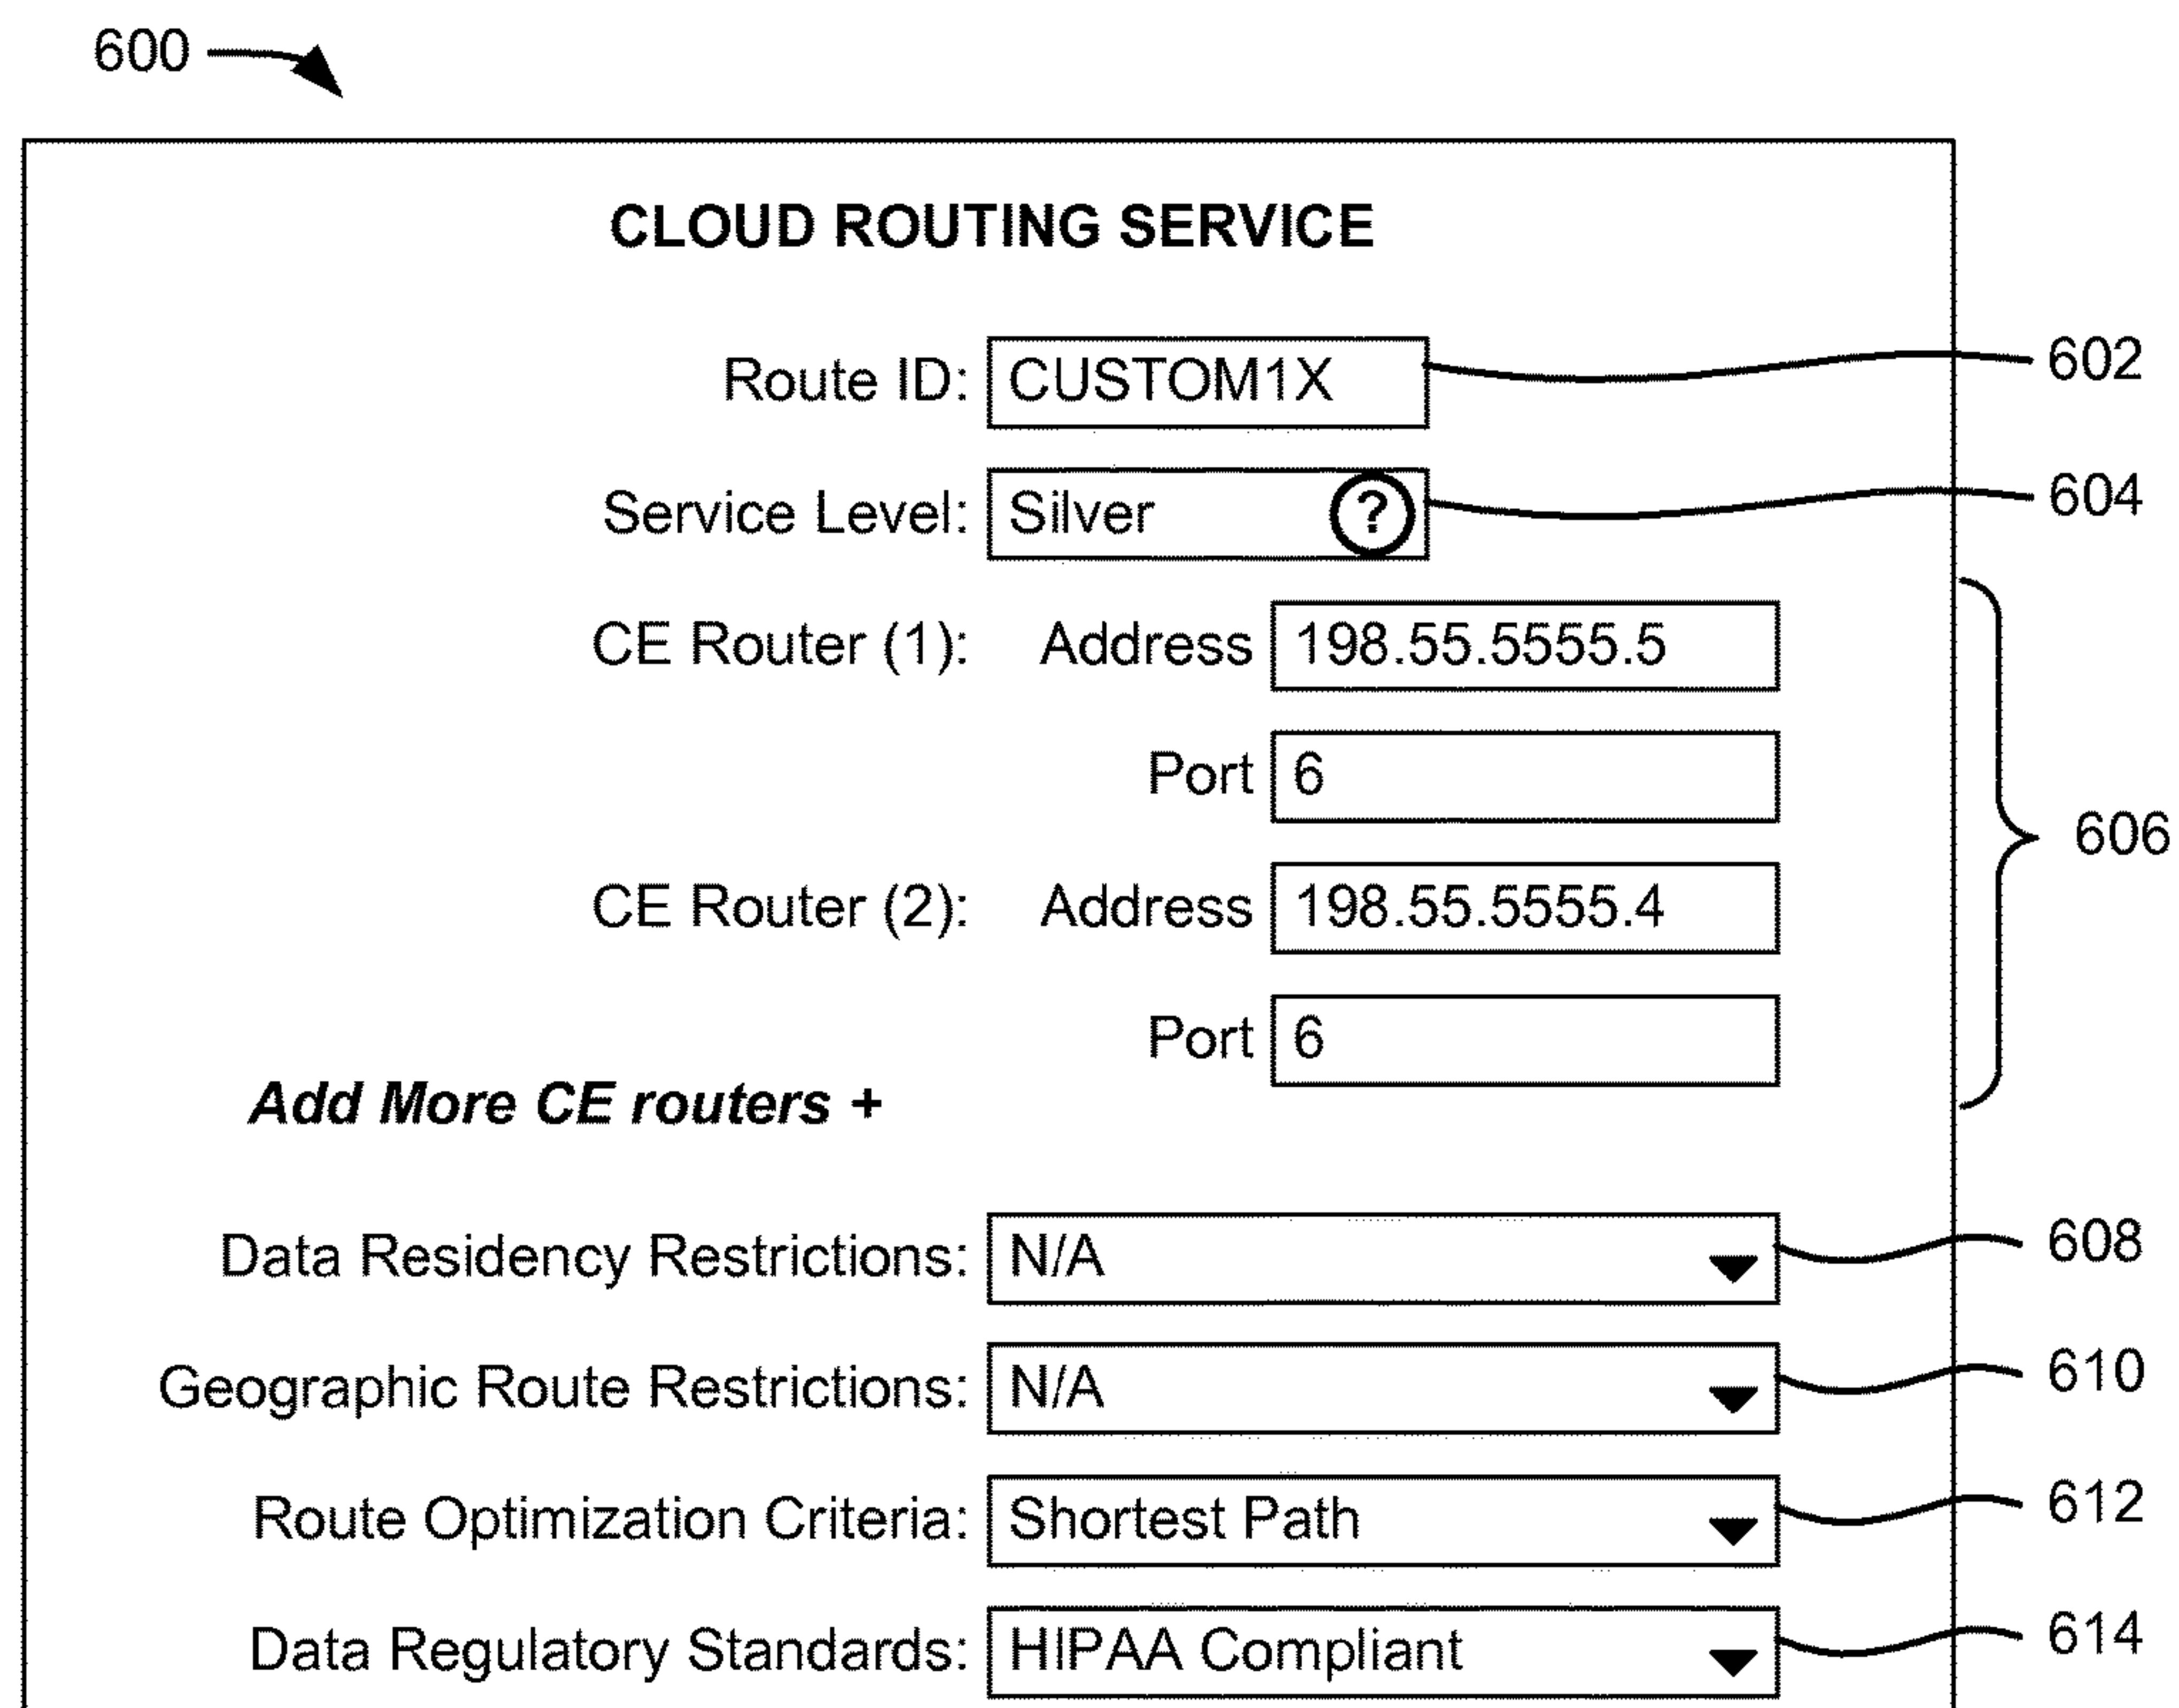 600
CLOUD ROUTING SERVICE
Route ID: CUSTOM1X 602
Service Level: Silver ? 604
CE Router (1): Address 198.55.5555.5
Port 6
606
CE Router (2): Address 198.55.5555.4
Port 6
Add More CE routers +
Data Residency Restrictions: N/A 608
Geographic Route Restrictions: N/A 610
Route Optimization Criteria: Shortest Path 612
Data Regulatory Standards: HIPAA Compliant 614